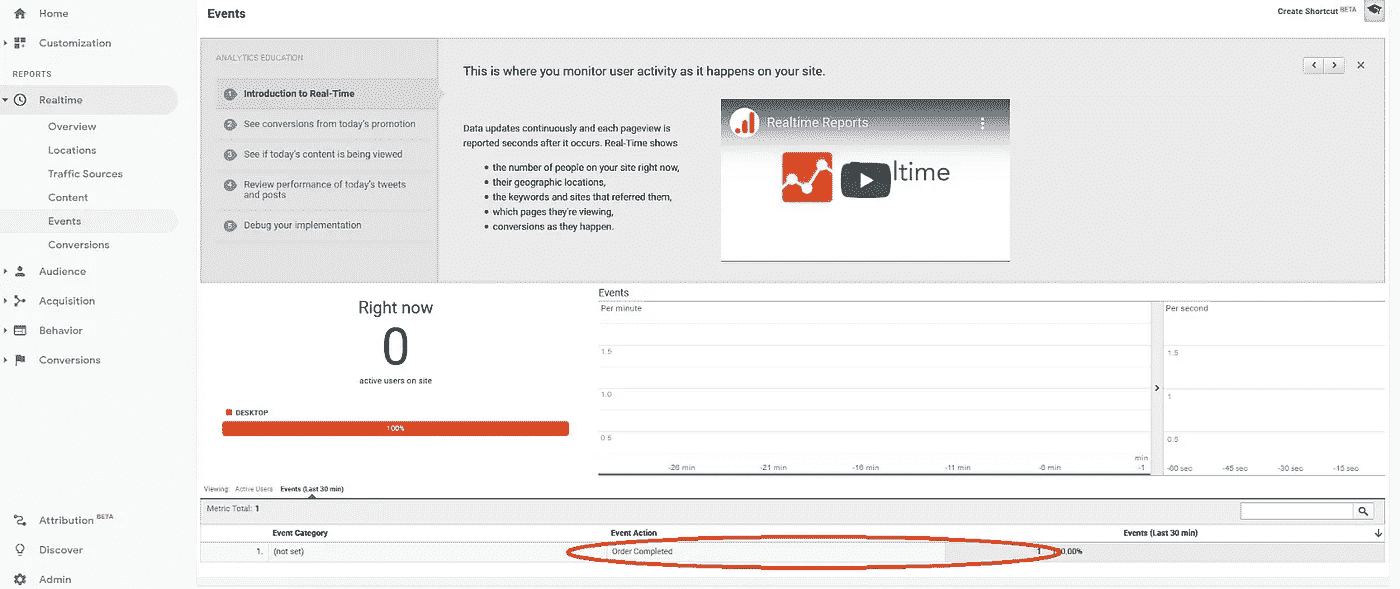 Home
Customization
REPORTS
Realtime
Overview
Locations
Traffic Sources
Content
Events
Conversions
Audience
Acquisition
Behavior
Conversions
Attribution BETA
Discover
Admin
Events
Create Shortcut BETA
ANALYTICS EDUCATION
1 Introduction to Real-Time
2 See conversions from today's promotion
3 See if today's content is being viewed
4 Review performance of today's tweets
and posts
5 Debug your implementation
This is where you monitor user activity as it happens on your site.
Data updates continuously and each pageview is
reported seconds after it occurs. Real-Time shows
• the number of people on your site right now,
• their geographic locations,
• the keywords and sites that referred them,
• which pages they're viewing,
• conversions as they happen.
Realtime Reports
ltime
Right now
0
active users on site
DESKTOP
100%
Events
Per minute
1.5
1.0
0.5
min
-26 min -21 min -16 min -11 min -6 min -1
Per second
1.5
1
0.5
-60 sec -45 sec -30 sec -15 sec
Viewing: Active Users Events (Last 30 min)
Metric Total: 1
Event Category Event Action Events (Last 30 min)
1. (not set) Order Completed 1